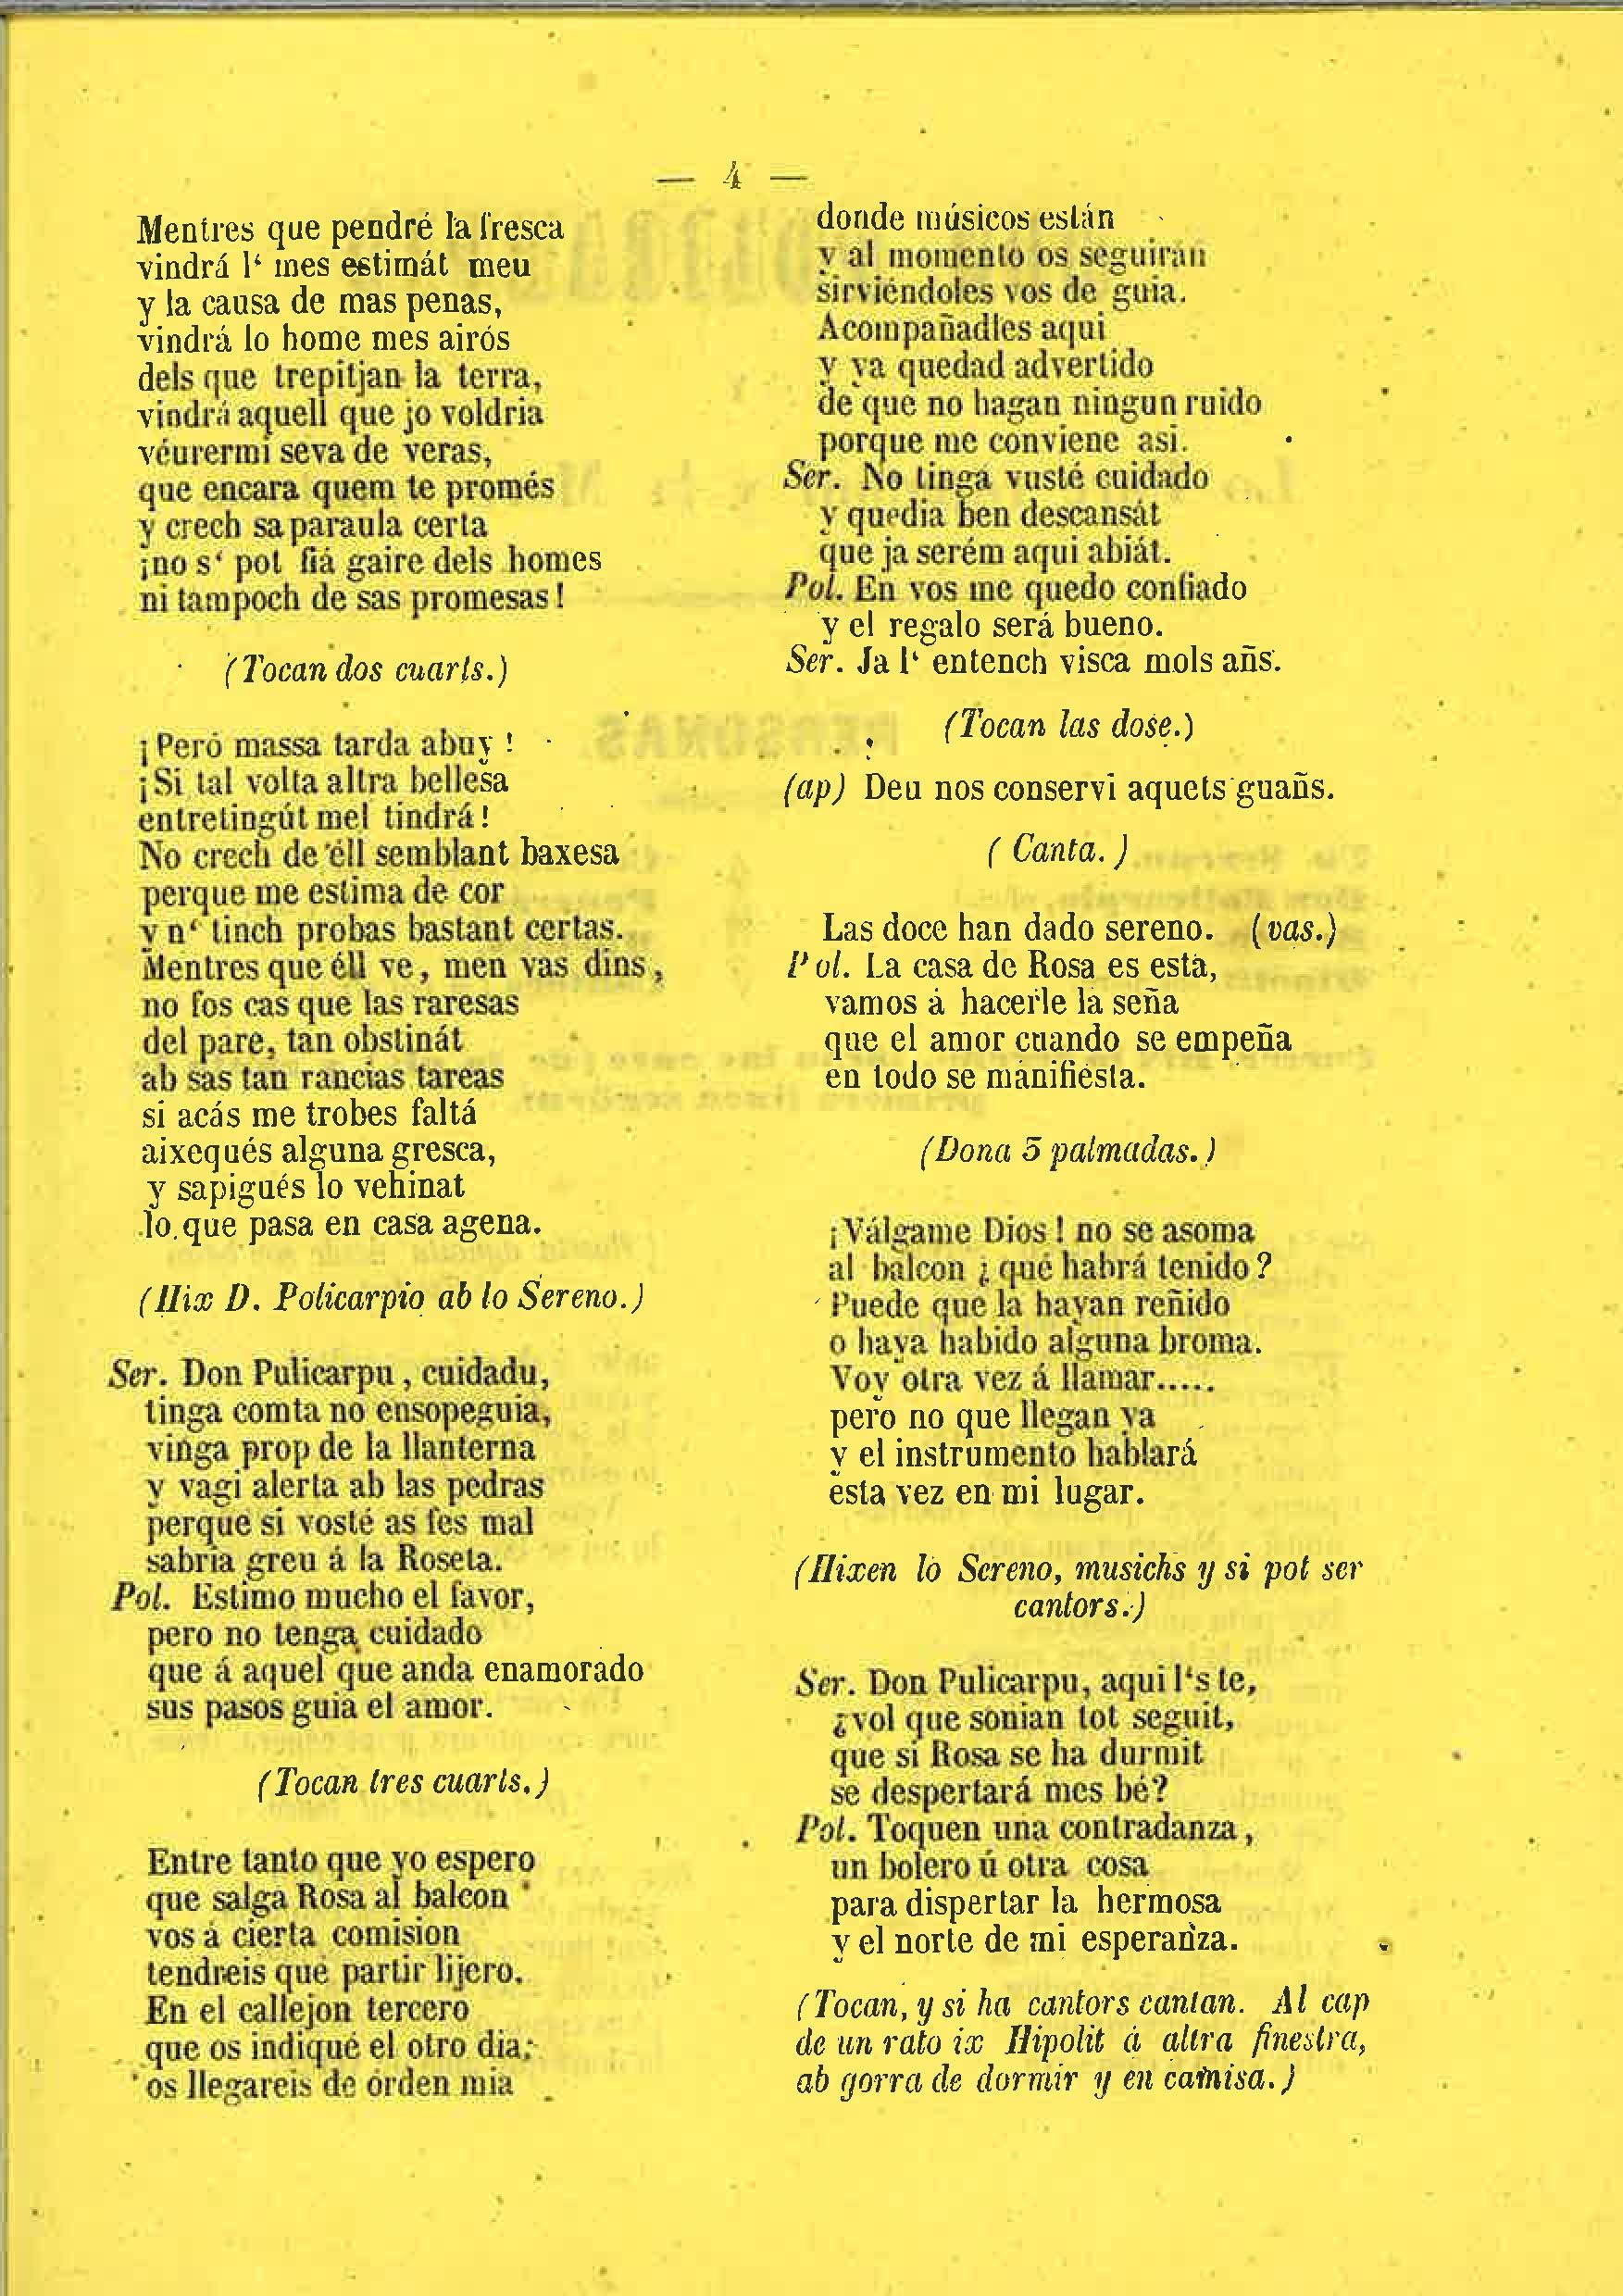 — 4 —
Mentres que pendré la fresca
vindrá l‘ mes estimát meu
y la causa de mas penas,
vindrá lo home mes airós
dels que trepitjan la terra,
vindrá aquell que jo voldria
véurermi seva de veras,
que encara quem te promés
y crech sa paraula certa
¡no s‘ pot fiá gaire dels homes
ni tampoch de sas promesas!
(Tocan dos cuarts.)
¡Peró massa tarda abuy!
¡Si tal volta altra bellesa
entretingút mel tindrá!
No crech de éll semblant baxesa
perque me estima de cor
y n‘ tinch probas bastant certas.
Mentres que éll ve, men vas dins,
no fos cas que las raresas
del pare, tan obstinát
ab sas tan rancias tareas
si acás me trobes faltá
aixequés alguna gresca,
y sapigués lo vehinat
lo que pasa en casa agena.
(Hix D. Policarpio ab lo Sereno.)
Ser. Don Pulicarpu, cuidadu,
tinga comta no ensopeguia,
vinga prop de la llanterna
y vagi alerta ab las pedras
perque si vosté as fes mal
sabria greu á la Roseta.
Pol. Estimo mucho el favor,
pero no tenga cuidado
que á aquel que anda enamorado
sus pasos guia el amor.
(Tocan tres cuarts.)
Entre tanto que yo espero
que salga Rosa al balcon
vos á cierta comision
tendreis que partir lijero.
En el callejon tercero
que os indiqué el otro dia;
os llegareis de órden mia
donde músicos están
y al momento os seguirán
sirviéndoles vos de guia.
Acompañadles aqui
y ya quedad advertido
de que no hagan ningun ruido
porque me conviene asi.
Ser. No tinga vusté cuidado
y quedia ben descansát
que ja serém aqui abiát.
Pol. En vos me quedo confiado
y el regalo será bueno.
Ser. Ja l‘ entench visca mols añs.
(Tocan las dose.)
(ap) Deu nos conservi aquets guañs.
(Canta.)
Las doce han dado sereno. (vas.)
Pol. La casa de Rosa es esta,
vamos á hacerle la seña
que el amor cuando se empeña
en todo se manifiesta.
(Dona 3 palmadas.)
¡Válgame Dios! no se asoma
al balcon ¿qué habrá tenido?
Puede que la hayan reñido
o haya habido alguna broma.
Voy otra vez á llamar.....
pero no que llegan ya
y el instrumento hablará
esta vez en mi lugar.
(Hixen lo Sereno, musichs y si pot ser
cantors.)
Ser. Don Pulicarpu, aqui l‘s te,
¿vol que sonian tot seguit,
que si Rosa se ha durmit
se despertará mes bé?
Pol. Toquen una contradanza,
un bolero ú otra cosa
para dispertar la hermosa
y el norte de mi esperanza.
(Tocan, y si ha cantors cantan. Al cap
de un rato ix Hipolit á altra finestra,
ab gorra de dormir y en camisa.)